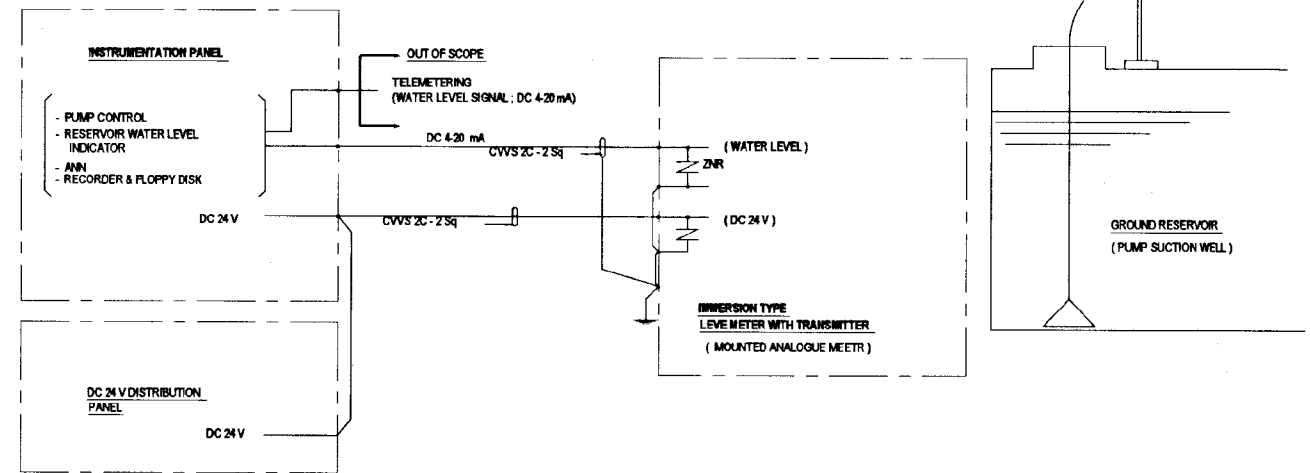 INSTRUMENTATION PANEL
- PUMP CONTROL
- RESERVOIR WATER LEVEL
INDICATOR
- ANN
- RECORDER & FLOPPY DISK
DC 24 V
OUT OF SCOPE
TELEMETERING
(WATER LEVEL SIGNAL ; DC 4-20 mA)
DC 4-20 mA
CVVS 2C - 2 Sq
CVVS 2C - 2 Sq
( WATER LEVEL )
ZNR
( DC 24 V )
IMMERSION TYPE
LEVE METER WITH TRANSMITTER
( MOUNTED ANALOGUE MEETR )
GROUND RESERVOIR
( PUMP SUCTION WELL )
DC 24 V DISTRIBUTION
PANEL
DC 24 V